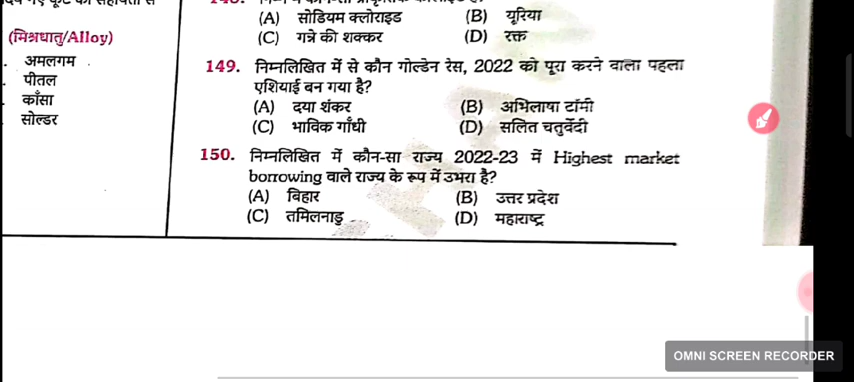 (मिश्रधातु/Alloy)
. अमलगम
. पीतल
. काँसा
सोल्डर
(A) सोडियम क्लोराइड (B) यूरिया
(C) गन्ने की शक्कर (D) रक्त
149. निम्नलिखित में से कौन गोल्डेन रेस, 2022 को पूरा करने वाला पहला
एशियाई बन गया है?
(A) दया शंकर (B) अभिलाषा टॉमी
(C) भाविक गाँधी (D) सलित चतुर्वेदी
150. निम्नलिखित में कौन-सा राज्य 2022-23 में Highest market
borrowing वाले राज्य के रूप में उभरा है?
(A) बिहार (B) उत्तर प्रदेश
(C) तमिलनाडु (D) महाराष्ट्र
OMNI SCREEN RECORDER